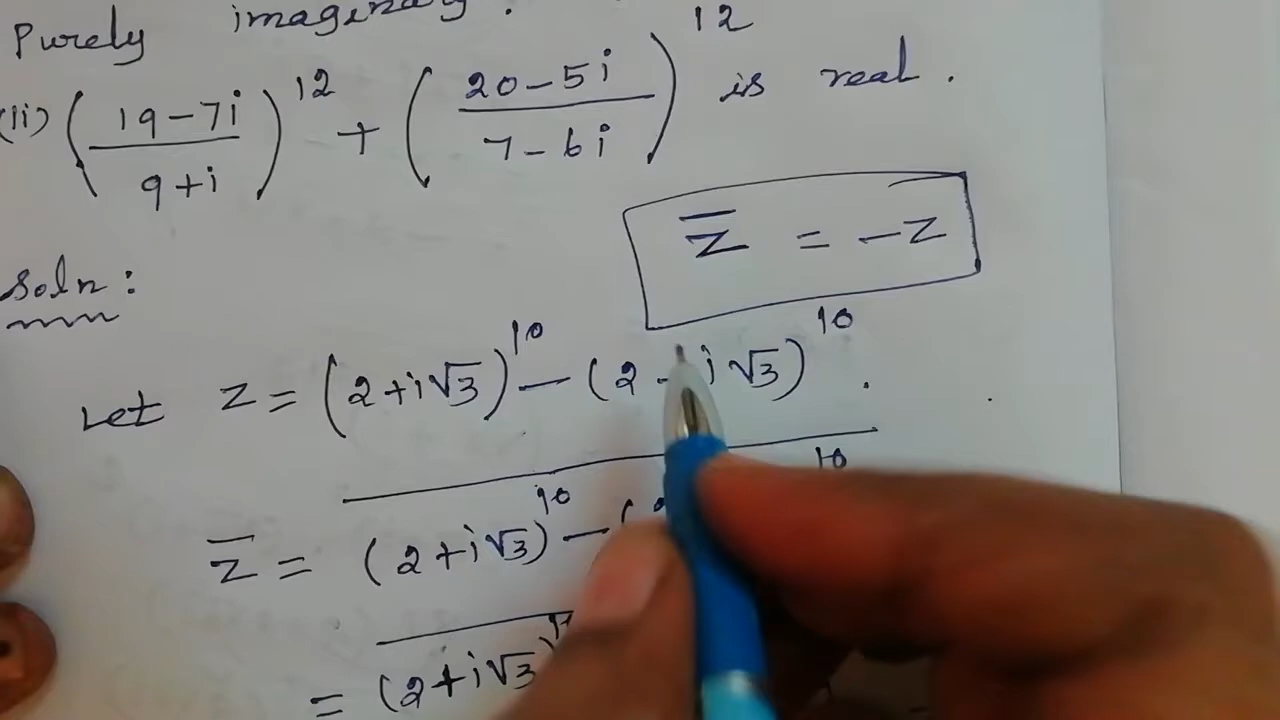 Purely imaginary.
(ii) ((19-7i)/(9+i))^12 + ((20-5i)/(7-6i))^12 is real.
z̅ = -z
Soln:
Let z = (2+i√3)^10 - (2-i√3)^10.
z̅ = (2+i√3)^10 - ( ^10
= (2+i√3)